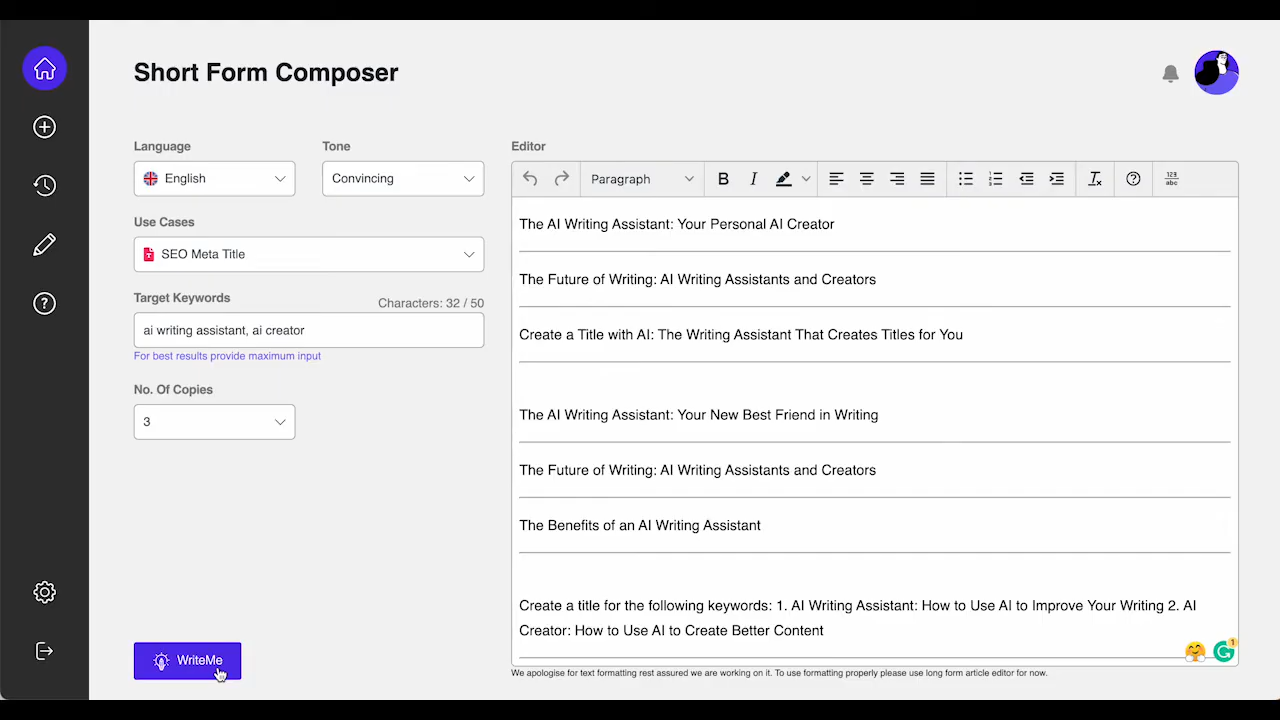 Short Form Composer
Language
Tone
English
Convincing
Use Cases
SEO Meta Title
Target Keywords
Characters: 32 / 50
ai writing assistant, ai creator
For best results provide maximum input
No. Of Copies
3
WriteMe
Editor
Paragraph
B
I
123
abc
The AI Writing Assistant: Your Personal AI Creator
The Future of Writing: AI Writing Assistants and Creators
Create a Title with AI: The Writing Assistant That Creates Titles for You
The AI Writing Assistant: Your New Best Friend in Writing
The Future of Writing: AI Writing Assistants and Creators
The Benefits of an AI Writing Assistant
Create a title for the following keywords: 1. AI Writing Assistant: How to Use AI to Improve Your Writing 2. AI
Creator: How to Use AI to Create Better Content
1
We apologise for text formatting rest assured we are working on it. To use formatting properly please use long form article editor for now.